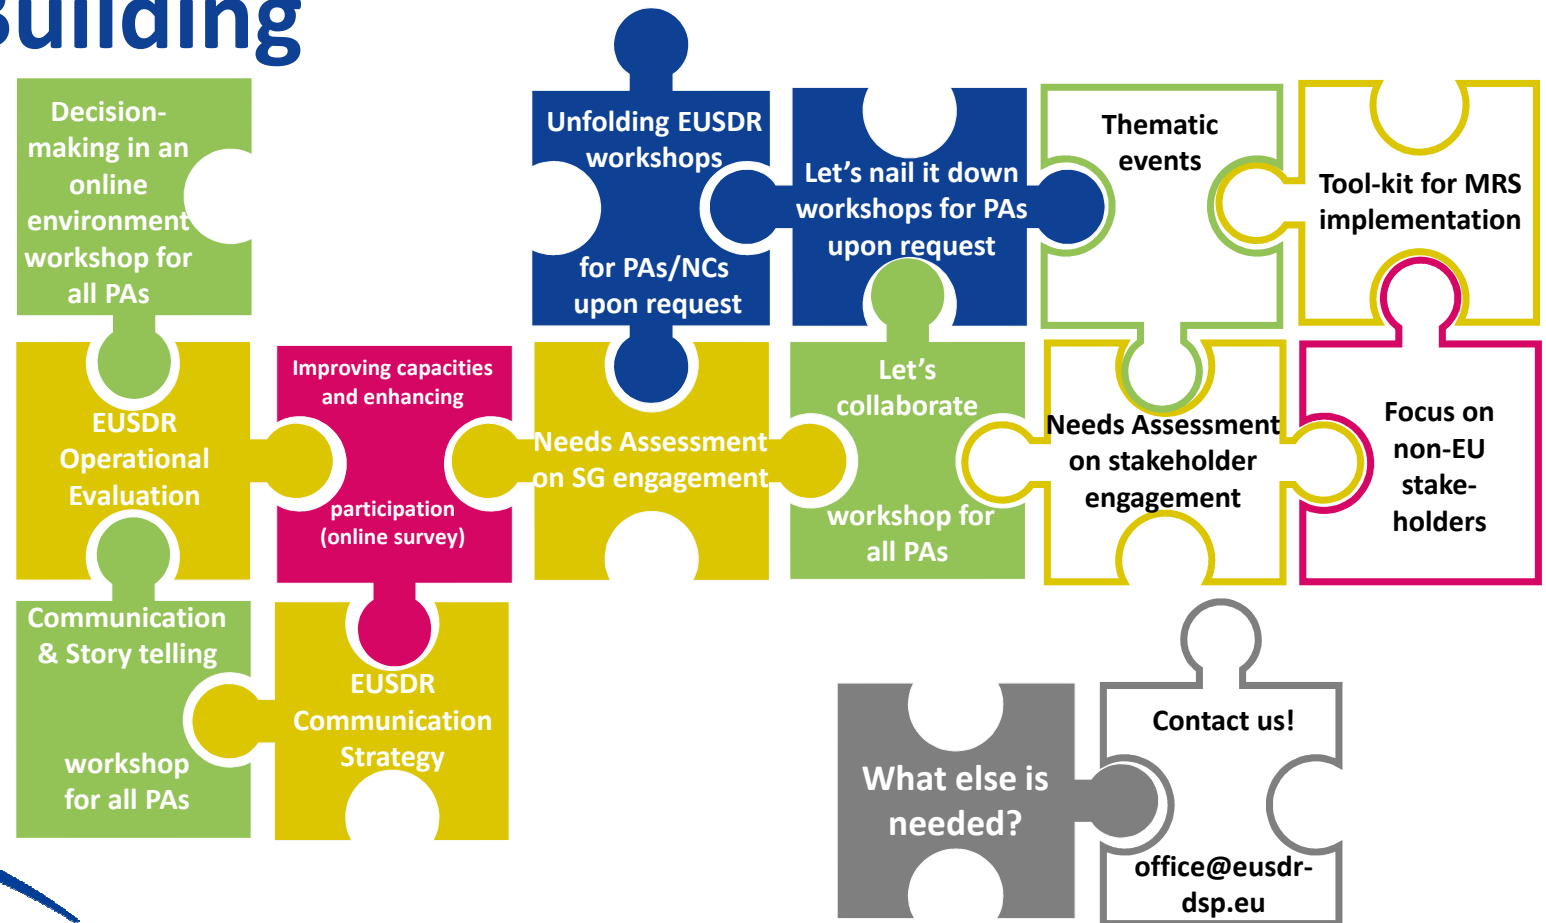 Building
Decision-
making in an
online
environment
workshop for
all PAs
Unfolding EUSDR
workshops
for PAs/NCs
upon request
Let's nail it down
workshops for PAs
upon request
Thematic
events
Tool-kit for MRS
implementation
EUSDR
Operational
Evaluation
Improving capacities
and enhancing
participation
(online survey)
Needs Assessment
on SG engagement
Let's
collaborate
workshop for
all PAs
Needs Assessment
on stakeholder
engagement
Focus on
non-EU
stake-
holders
Communication
& Story telling
workshop
for all PAs
EUSDR
Communication
Strategy
What else is
needed?
Contact us!
office@eusdr-
dsp.eu